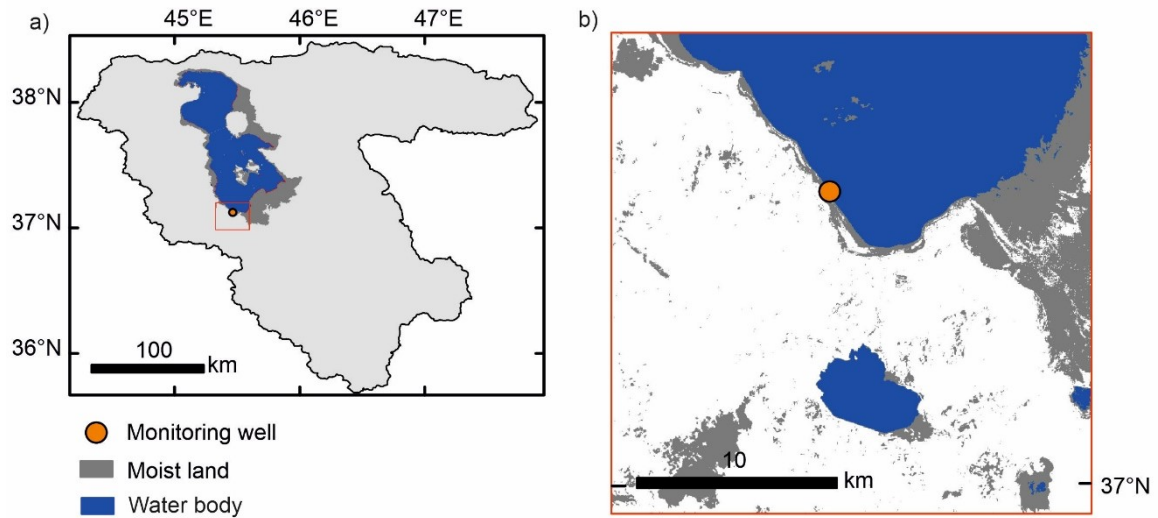 a)
45°E 46°E 47°E
38°N
37°N
36°N
100
km
Monitoring well
Moist land
Water body
b)
10
km
37°N